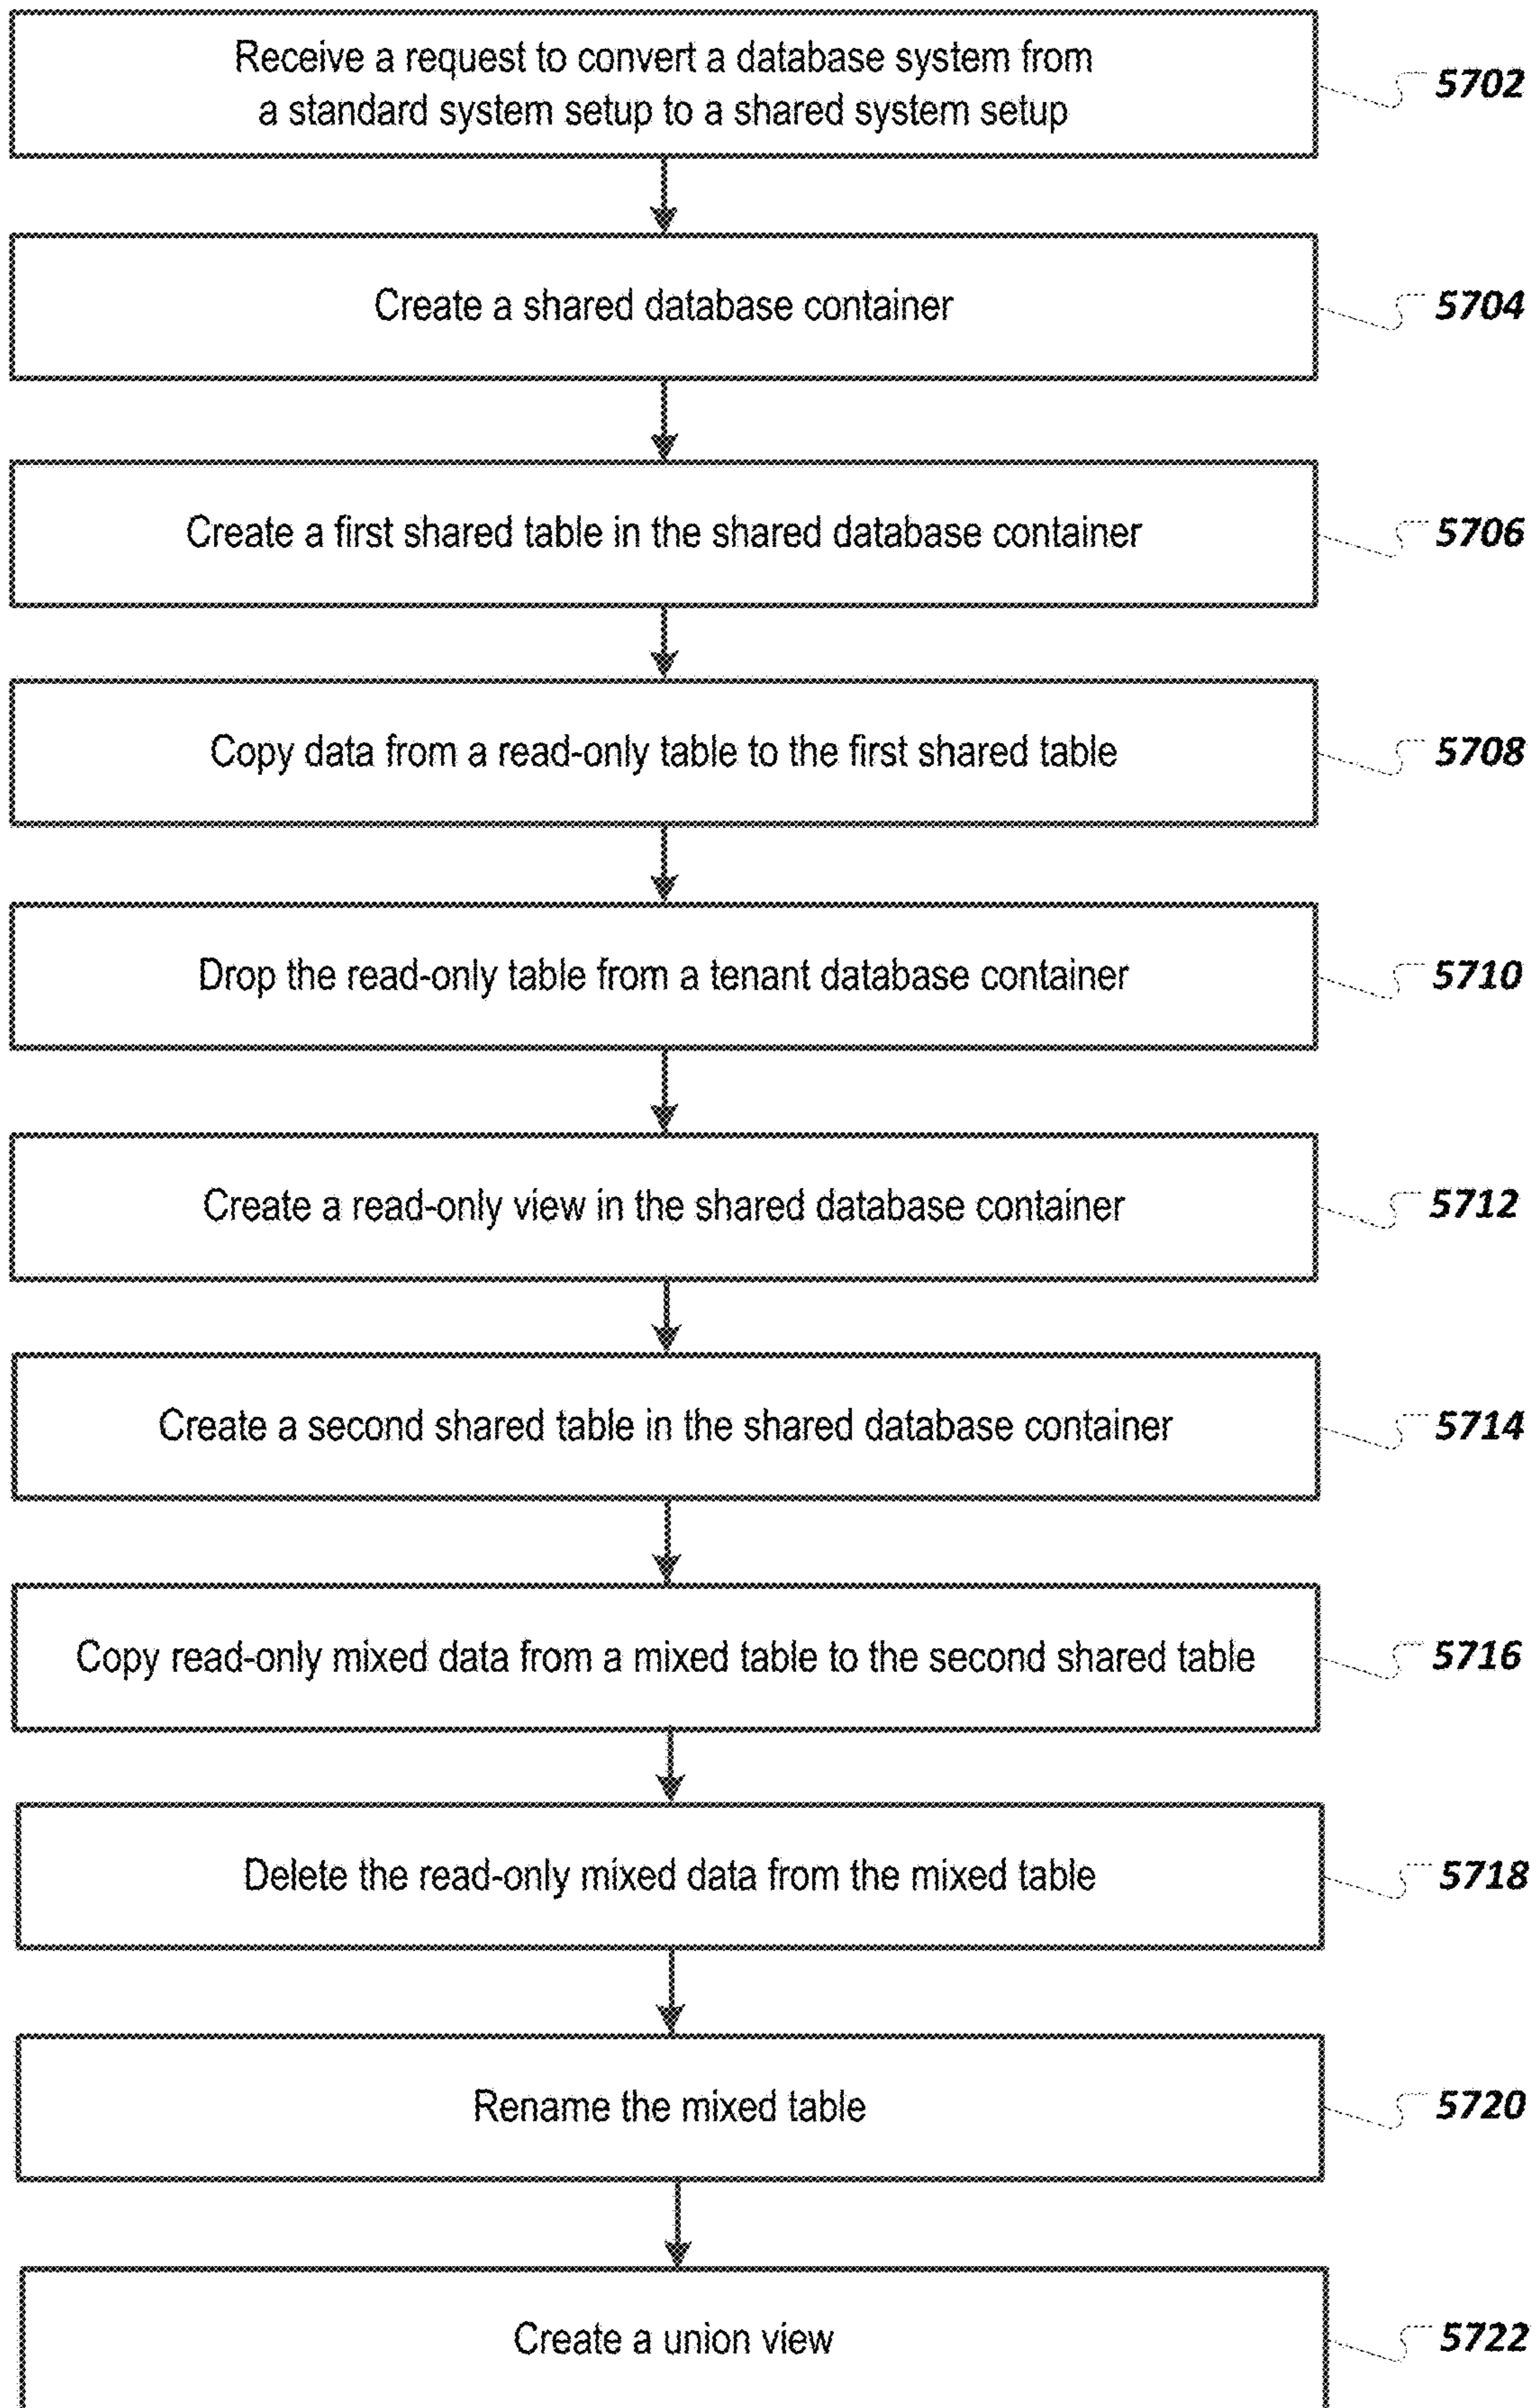 Receive a request to convert a database system from
a standard system setup to a shared system setup
5702
Create a shared database container
5704
Create a first shared table in the shared database container
5706
Copy data from a read-only table to the first shared table
5708
Drop the read-only table from a tenant database container
5710
Create a read-only view in the shared database container
5712
Create a second shared table in the shared database container
5714
Copy read-only mixed data from a mixed table to the second shared table
5716
Delete the read-only mixed data from the mixed table
5718
Rename the mixed table
5720
Create a union view
5722